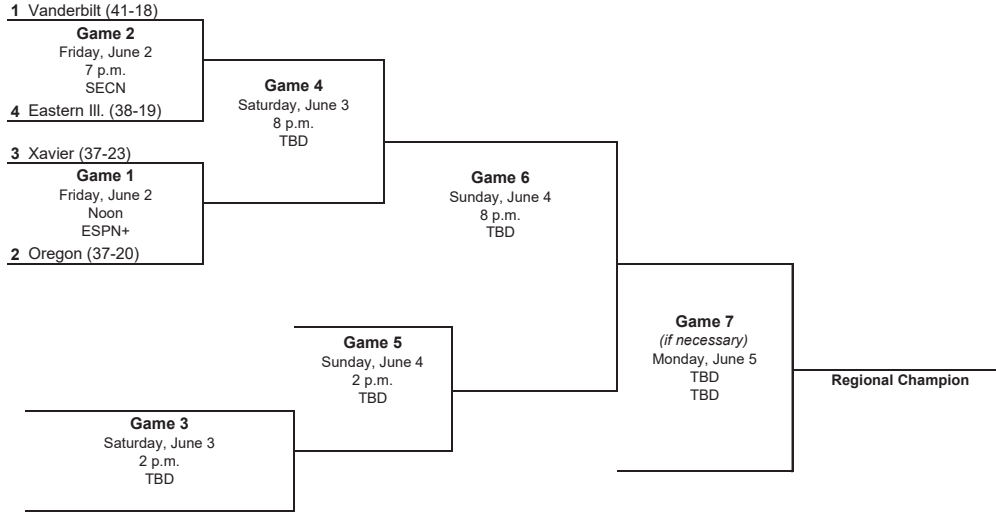 1 Vanderbilt (41-18)
Game 2
Friday, June 2
7 p.m.
SECN
4 Eastern Ill. (38-19)
3 Xavier (37-23)
Game 1
Friday, June 2
Noon
ESPN+
2 Oregon (37-20)
Game 4
Saturday, June 3
8 p.m.
TBD
Game 6
Sunday, June 4
8 p.m.
TBD
Game 5
Sunday, June 4
2 p.m.
TBD
Game 3
Saturday, June 3
2 p.m.
TBD
Game 7
(if necessary)
Monday, June 5
TBD
TBD
Regional Champion